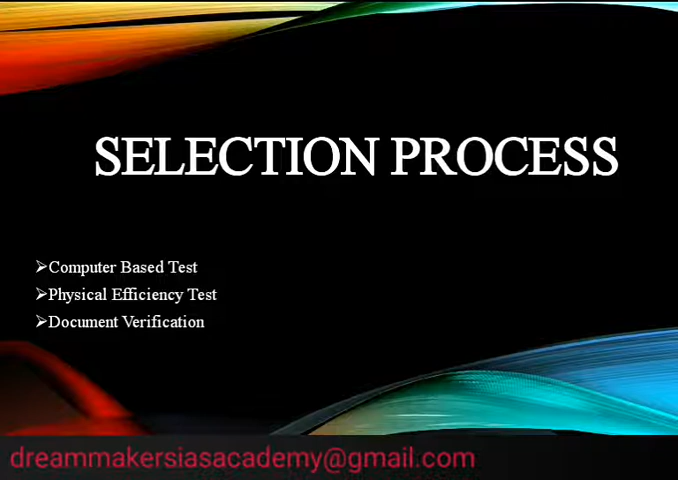 SELECTION PROCESS
➢Computer Based Test
➢Physical Efficiency Test
➢Document Verification
dreammakersiasacademy@gmail.com